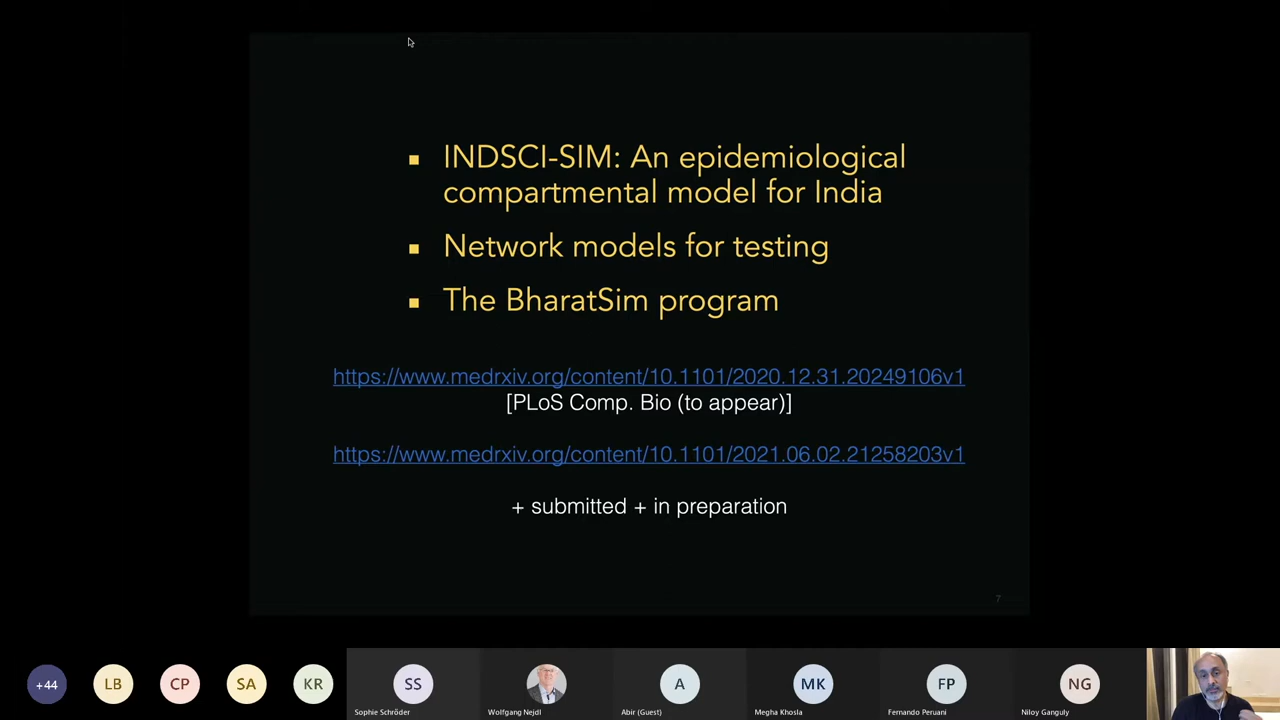 INDSCI-SIM: An epidemiological
compartmental model for India
Network models for testing
The BharatSim program
https://www.medrxiv.org/content/10.1101/2020.12.31.20249106v1
[PLoS Comp. Bio (to appear)]
https://www.medrxiv.org/content/10.1101/2021.06.02.21258203v1
+ submitted + in preparation
7
+44
LB
CP
SA
KR
SS
A
MK
FP
NG
Sophie Schröder
Wolfgang Nejdl
Abir (Guest)
Megha Khosla
Fernando Peruani
Niloy Ganguly